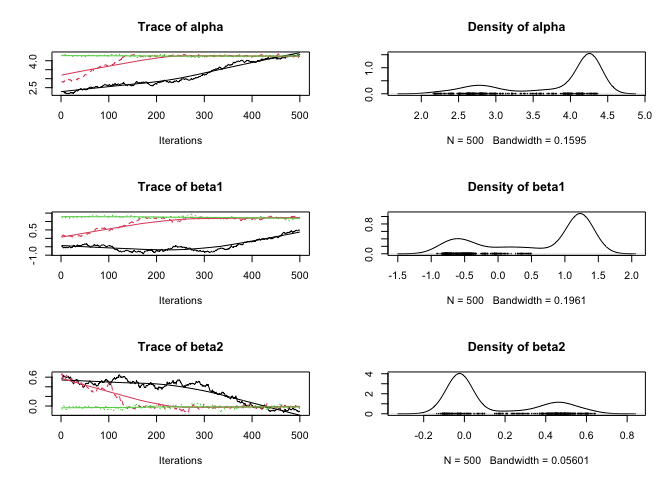 Trace of alpha
4.0
2.5
0 100 200 300 400 500
Iterations
Density of alpha
1.0
0.0
2.0 2.5 3.0 3.5 4.0 4.5 5.0
N = 500 Bandwidth = 0.1595
Trace of beta1
0.5
-1.0
0 100 200 300 400 500
Iterations
Density of beta1
0.8
0.0
-1.5 -1.0 -0.5 0.0 0.5 1.0 1.5 2.0
N = 500 Bandwidth = 0.1961
Trace of beta2
0.6
0.0
0 100 200 300 400 500
Iterations
Density of beta2
4
2
0
-0.2 0.0 0.2 0.4 0.6 0.8
N = 500 Bandwidth = 0.05601